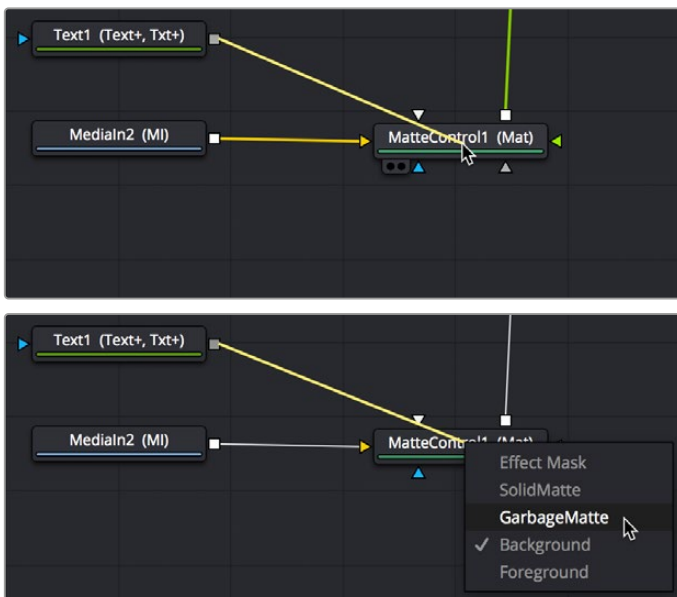 Text1 (Text+, Txt+)
MediaIn2 (MI)
MatteControl1 (Mat)
Text1 (Text+, Txt+)
MediaIn2 (MI)
MatteControl1 (Mat)
Effect Mask
SolidMatte
GarbageMatte
Background
Foreground